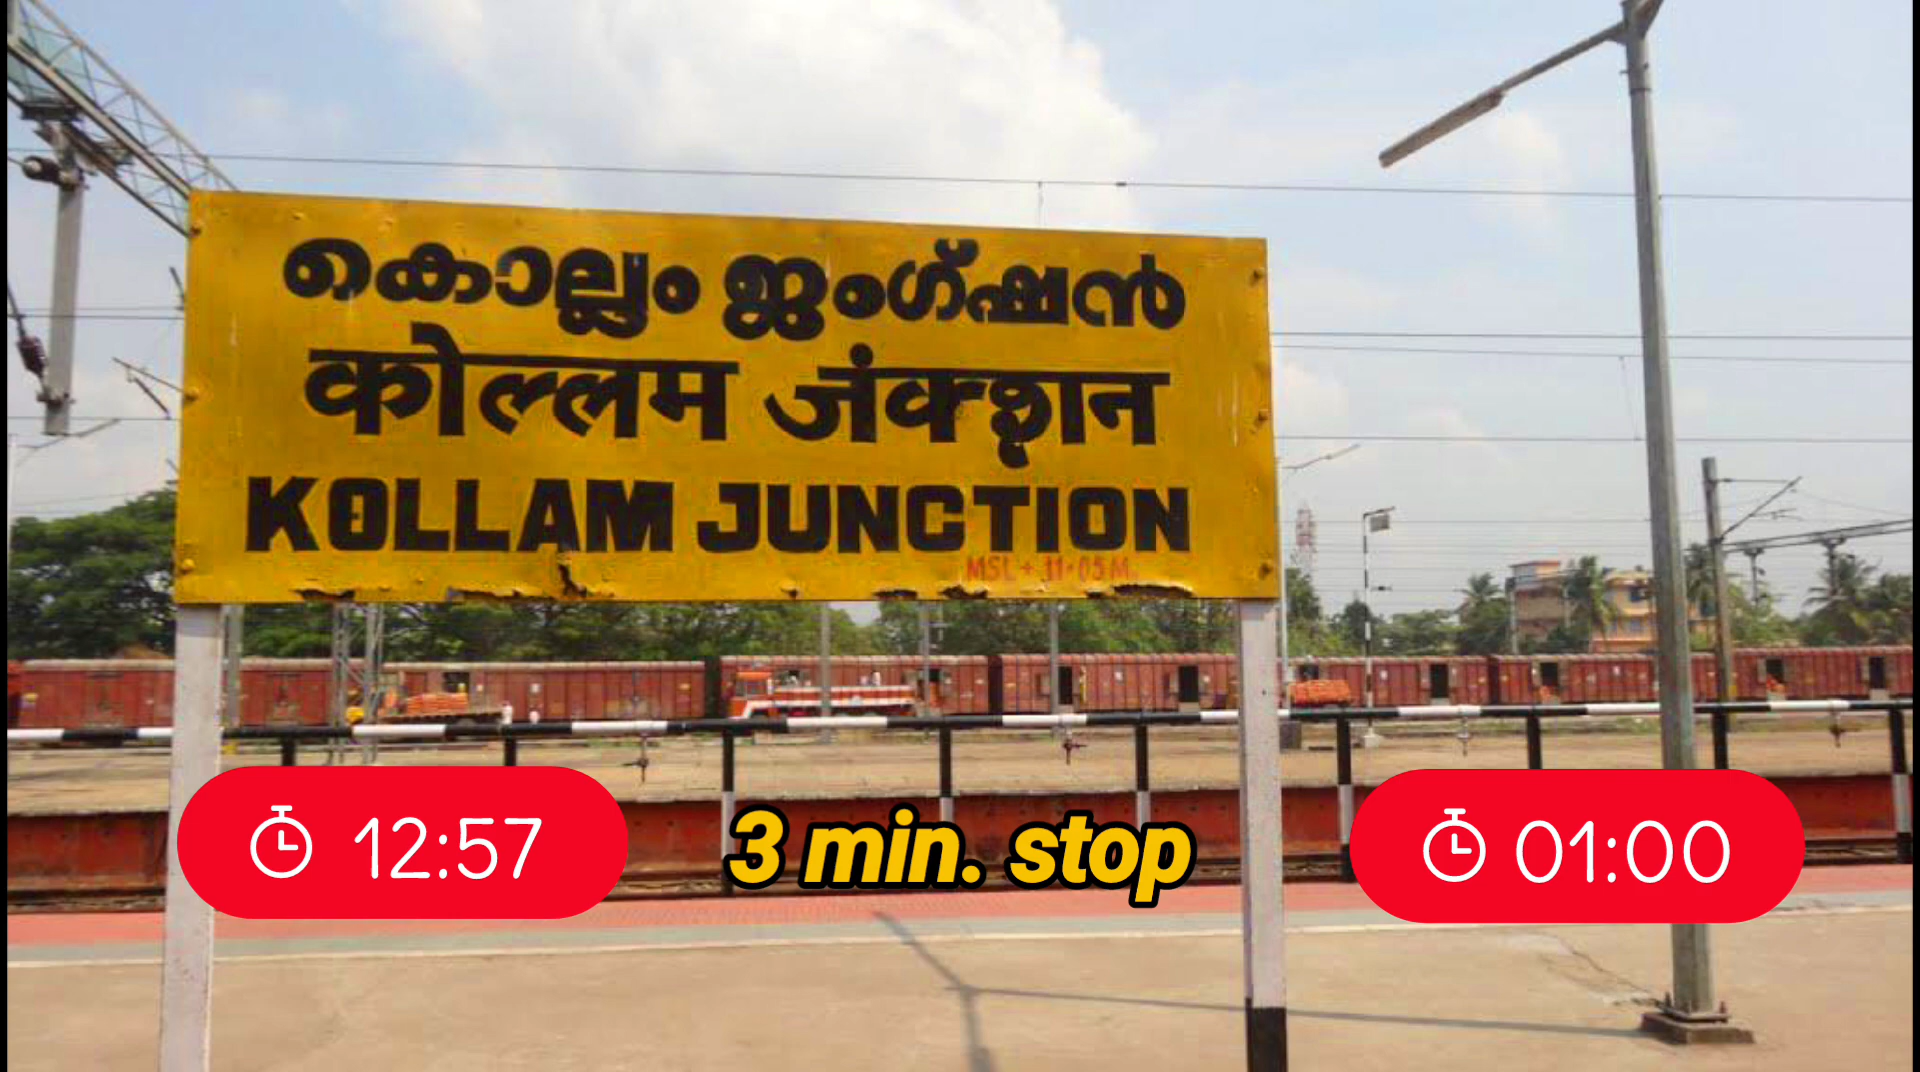 കൊല്ലം ജംഗ്ഷൻ
कोल्लम जंक्शन
KOLLAM JUNCTION
MSL + 11·05 M.
12:57
3 min. stop
01:00